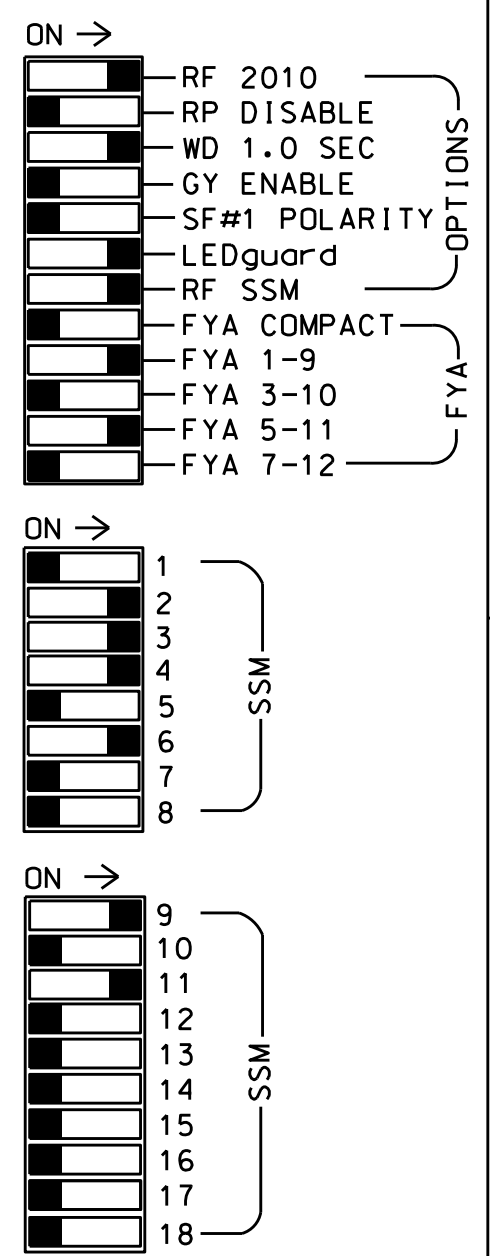 ON →
RF 2010
RP DISABLE
WD 1.0 SEC
GY ENABLE
SF#1 POLARITY
LEDguard
RF SSM
OPTIONS
FYA COMPACT
FYA 1-9
FYA 3-10
FYA 5-11
FYA 7-12
FYA
ON →
1
2
3
4
5
6
7
8
SSM
ON →
9
10
11
12
13
14
15
16
17
18
SSM